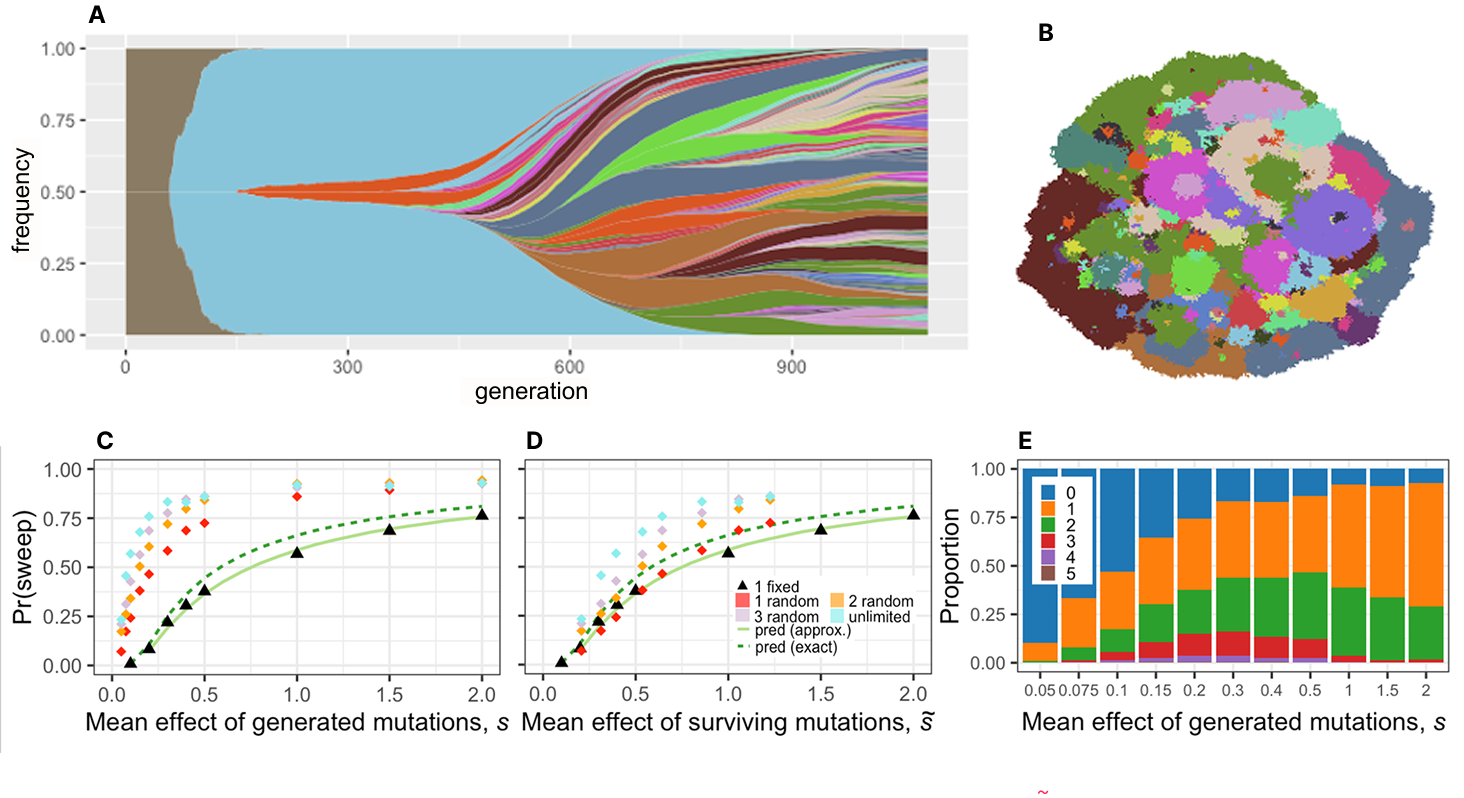 A
1.00
0.75
0.50
0.25
0.00
frequency
0 300 600 900
generation
B
C
1.00
0.75
0.50
0.25
0.00
Pr(sweep)
0.0 0.5 1.0 1.5 2.0
Mean effect of generated mutations, s
D
1 fixed
1 random 2 random
3 random unlimited
pred (approx.)
pred (exact)
0.0 0.5 1.0 1.5 2.0
Mean effect of surviving mutations, s̃
E
1.00
0.75
0.50
0.25
0.00
Proportion
0
1
2
3
4
5
0.05 0.075 0.1 0.15 0.2 0.3 0.4 0.5 1 1.5 2
Mean effect of generated mutations, s
~